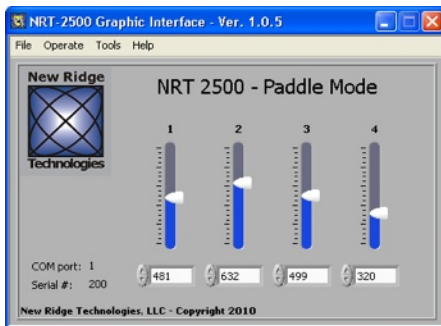 NRT-2500 Graphic Interface - Ver. 1.0.5
File Operate Tools Help
New Ridge
Technologies
NRT 2500 - Paddle Mode
1 2 3 4
481 632 499 320
COM port: 1
Serial #: 200
New Ridge Technologies, LLC - Copyright 2010